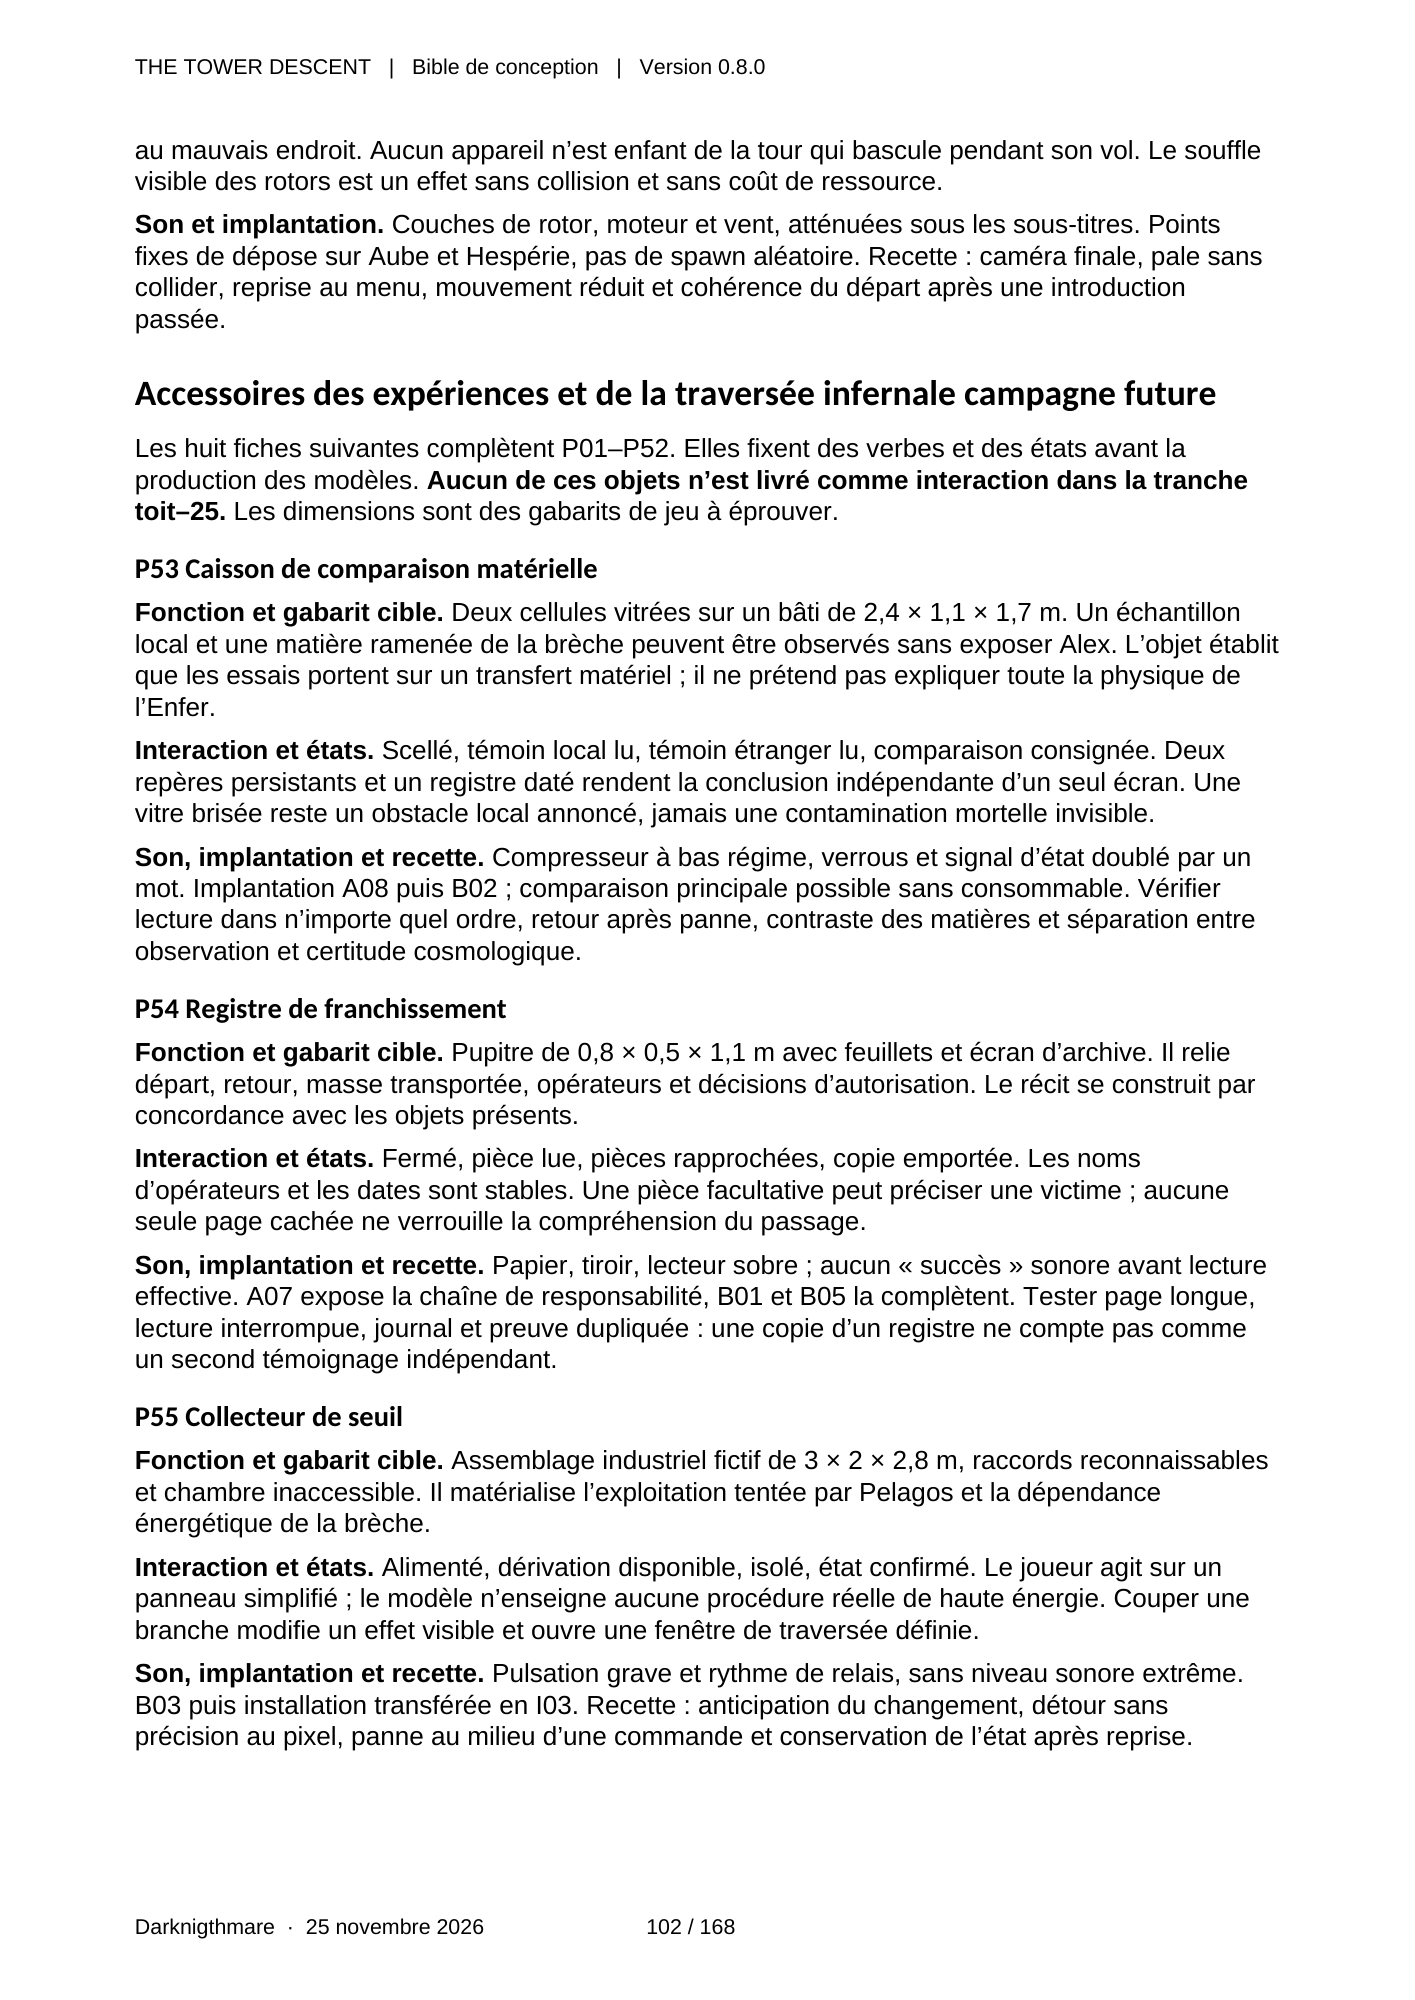 THE TOWER DESCENT | Bible de conception | Version 0.8.0
au mauvais endroit. Aucun appareil n’est enfant de la tour qui bascule pendant son vol. Le souffle
visible des rotors est un effet sans collision et sans coût de ressource.
Son et implantation. Couches de rotor, moteur et vent, atténuées sous les sous-titres. Points
fixes de dépose sur Aube et Hespérie, pas de spawn aléatoire. Recette : caméra finale, pale sans
collider, reprise au menu, mouvement réduit et cohérence du départ après une introduction
passée.
Accessoires des expériences et de la traversée infernale campagne future
Les huit fiches suivantes complètent P01–P52. Elles fixent des verbes et des états avant la
production des modèles. Aucun de ces objets n’est livré comme interaction dans la tranche
toit–25. Les dimensions sont des gabarits de jeu à éprouver.
P53 Caisson de comparaison matérielle
Fonction et gabarit cible. Deux cellules vitrées sur un bâti de 2,4 × 1,1 × 1,7 m. Un échantillon
local et une matière ramenée de la brèche peuvent être observés sans exposer Alex. L’objet établit
que les essais portent sur un transfert matériel ; il ne prétend pas expliquer toute la physique de
l’Enfer.
Interaction et états. Scellé, témoin local lu, témoin étranger lu, comparaison consignée. Deux
repères persistants et un registre daté rendent la conclusion indépendante d’un seul écran. Une
vitre brisée reste un obstacle local annoncé, jamais une contamination mortelle invisible.
Son, implantation et recette. Compresseur à bas régime, verrous et signal d’état doublé par un
mot. Implantation A08 puis B02 ; comparaison principale possible sans consommable. Vérifier
lecture dans n’importe quel ordre, retour après panne, contraste des matières et séparation entre
observation et certitude cosmologique.
P54 Registre de franchissement
Fonction et gabarit cible. Pupitre de 0,8 × 0,5 × 1,1 m avec feuillets et écran d’archive. Il relie
départ, retour, masse transportée, opérateurs et décisions d’autorisation. Le récit se construit par
concordance avec les objets présents.
Interaction et états. Fermé, pièce lue, pièces rapprochées, copie emportée. Les noms
d’opérateurs et les dates sont stables. Une pièce facultative peut préciser une victime ; aucune
seule page cachée ne verrouille la compréhension du passage.
Son, implantation et recette. Papier, tiroir, lecteur sobre ; aucun « succès » sonore avant lecture
effective. A07 expose la chaîne de responsabilité, B01 et B05 la complètent. Tester page longue,
lecture interrompue, journal et preuve dupliquée : une copie d’un registre ne compte pas comme
un second témoignage indépendant.
P55 Collecteur de seuil
Fonction et gabarit cible. Assemblage industriel fictif de 3 × 2 × 2,8 m, raccords reconnaissables
et chambre inaccessible. Il matérialise l’exploitation tentée par Pelagos et la dépendance
énergétique de la brèche.
Interaction et états. Alimenté, dérivation disponible, isolé, état confirmé. Le joueur agit sur un
panneau simplifié ; le modèle n’enseigne aucune procédure réelle de haute énergie. Couper une
branche modifie un effet visible et ouvre une fenêtre de traversée définie.
Son, implantation et recette. Pulsation grave et rythme de relais, sans niveau sonore extrême.
B03 puis installation transférée en I03. Recette : anticipation du changement, détour sans
précision au pixel, panne au milieu d’une commande et conservation de l’état après reprise.
Darknigthmare · 25 novembre 2026 102 / 168